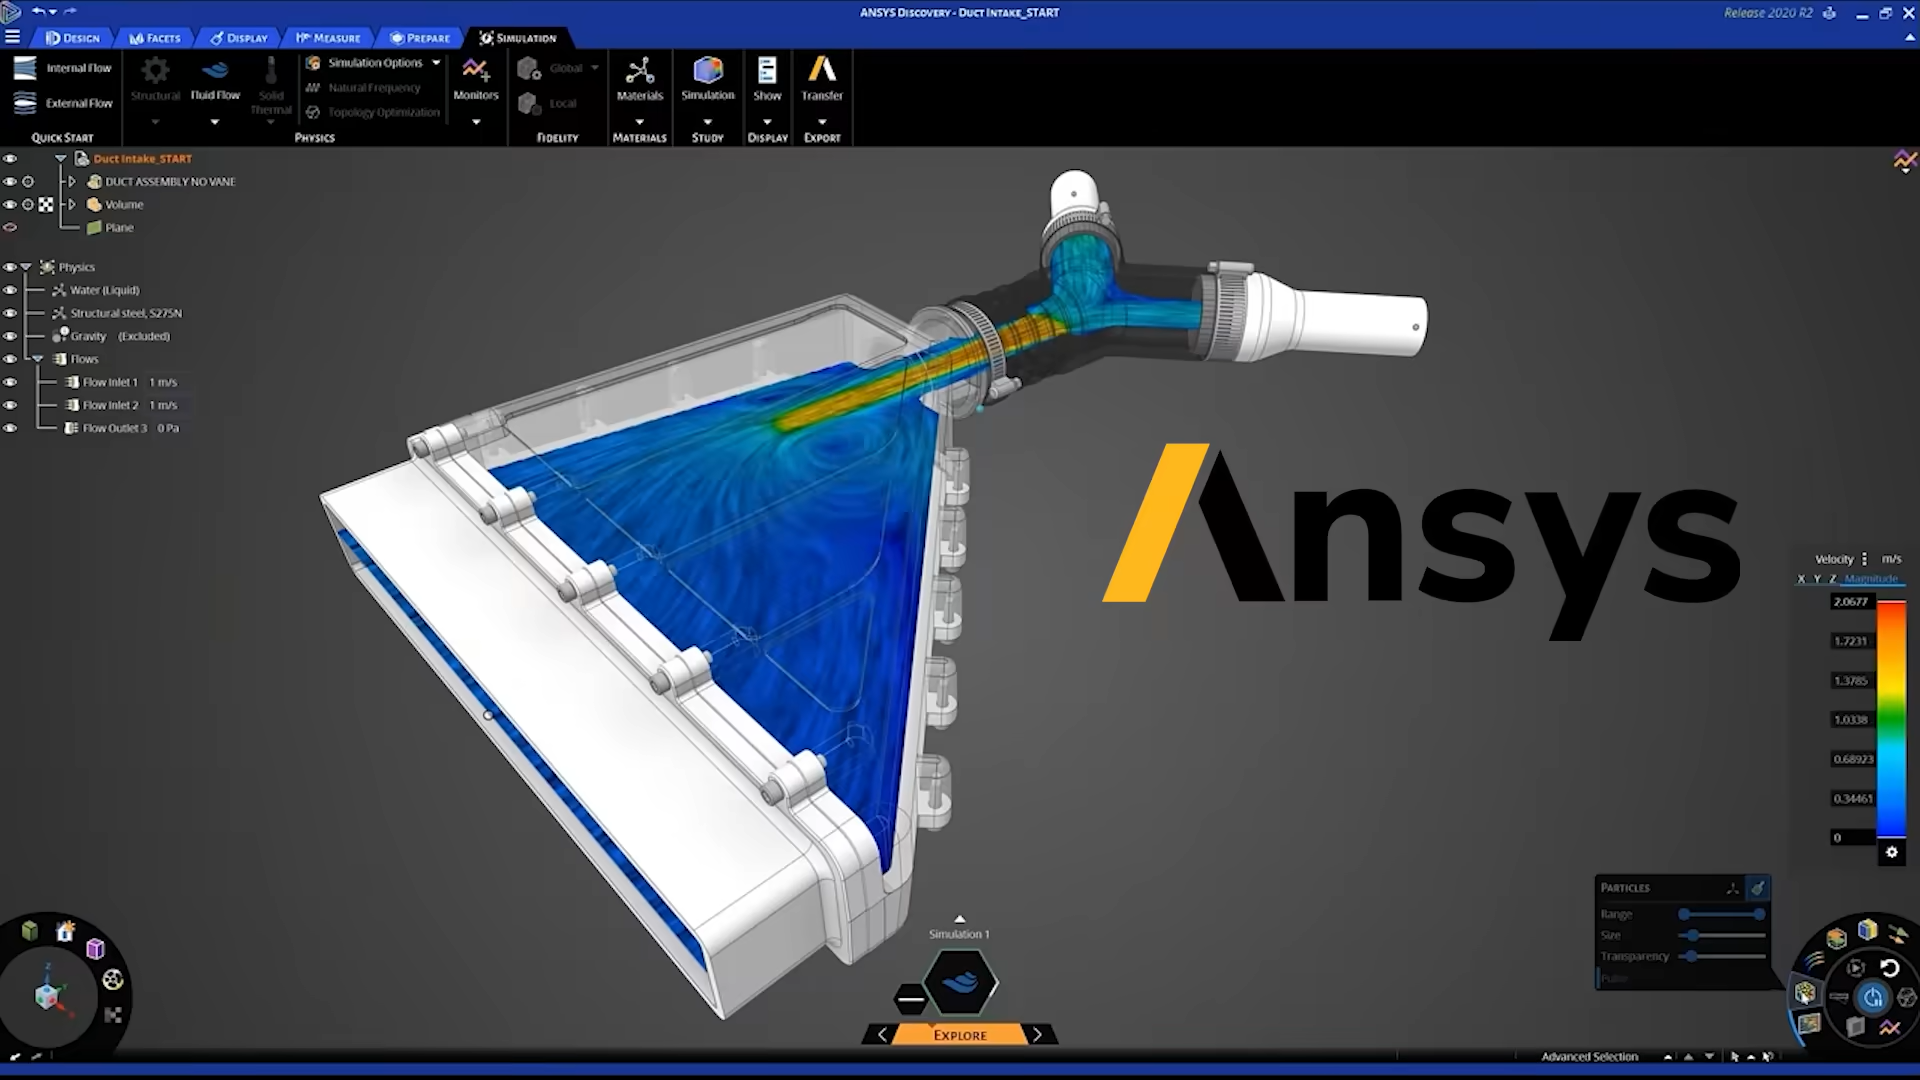 ANSYS Discovery - Duct Intake_START
Release 2020 R2
Design
Facets
Display
Measure
Prepare
Simulation
Internal Flow
External Flow
Quick Start
Structural
Fluid Flow
Solid
Thermal
Simulation Options
Natural Frequency
Topology Optimization
Physics
Monitors
Global
Local
Fidelity
Materials
Materials
Simulation
Study
Show
Display
Transfer
Export
Duct Intake_START
DUCT ASSEMBLY NO VANE
Volume
Plane
Physics
Water (Liquid)
Structural steel, S275N
Gravity (Excluded)
Flows
Flow Inlet 1 1 m/s
Flow Inlet 2 1 m/s
Flow Outlet 3 0 Pa
Ansys
Velocity m/s
X Y Z Magnitude
2.0677
1.7231
1.3785
1.0338
0.68923
0.34461
0
Particles
Range
Size
Transparency
Z
Simulation 1
Explore
Advanced Selection